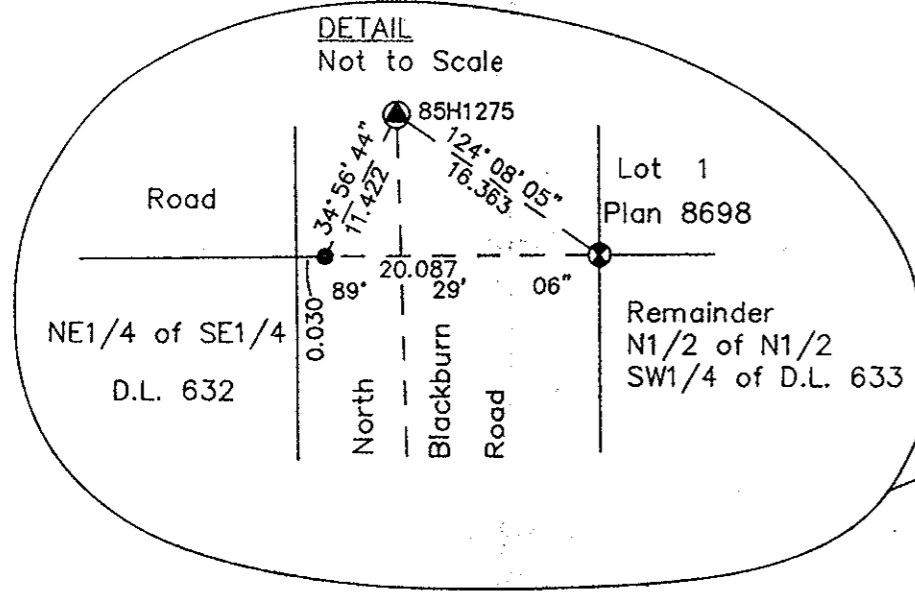 DETAIL
Not to Scale
85H1275
34°56'44"
11.422
124°08'05"
16.363
Road
Lot 1
Plan 8698
20.087
89° 29' 06"
0.030
NE1/4 of SE1/4
D.L. 632
North
Blackburn
Road
Remainder
N1/2 of N1/2
SW1/4 of D.L. 633